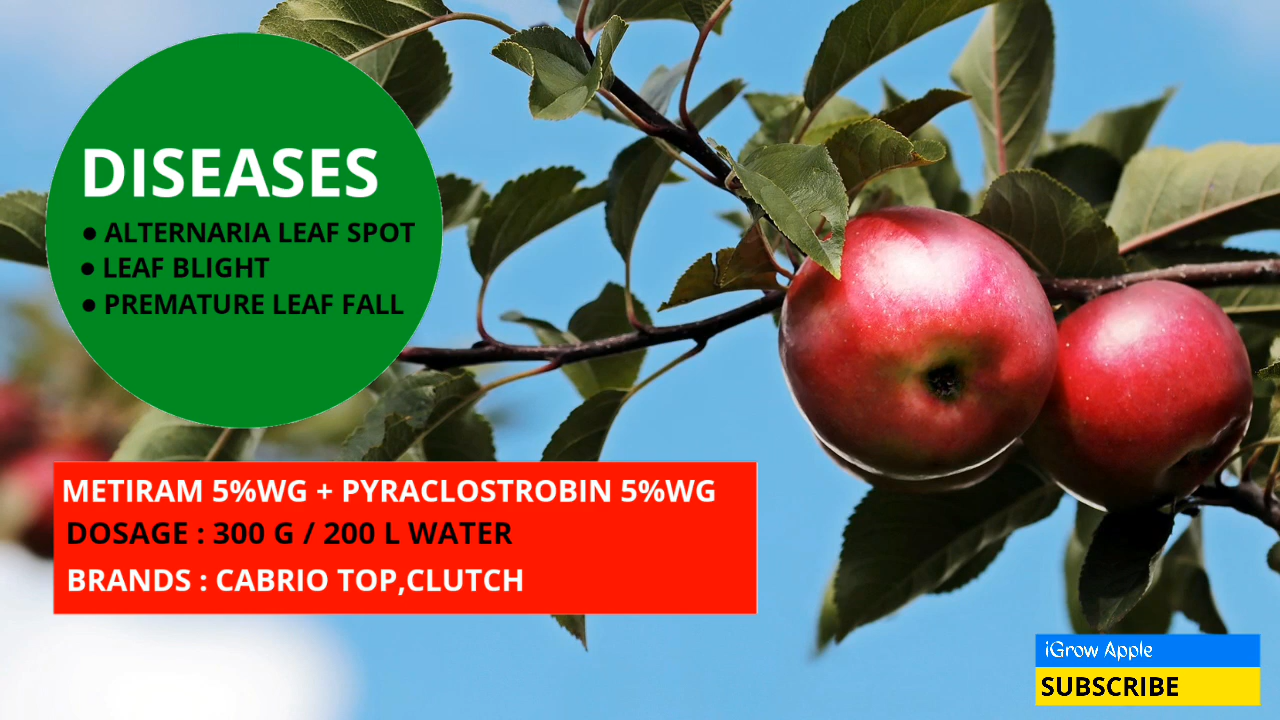 DISEASES
• ALTERNARIA LEAF SPOT
• LEAF BLIGHT
• PREMATURE LEAF FALL
METIRAM 5%WG + PYRACLOSTROBIN 5%WG
DOSAGE : 300 G / 200 L WATER
BRANDS : CABRIO TOP,CLUTCH
iGrow Apple
SUBSCRIBE